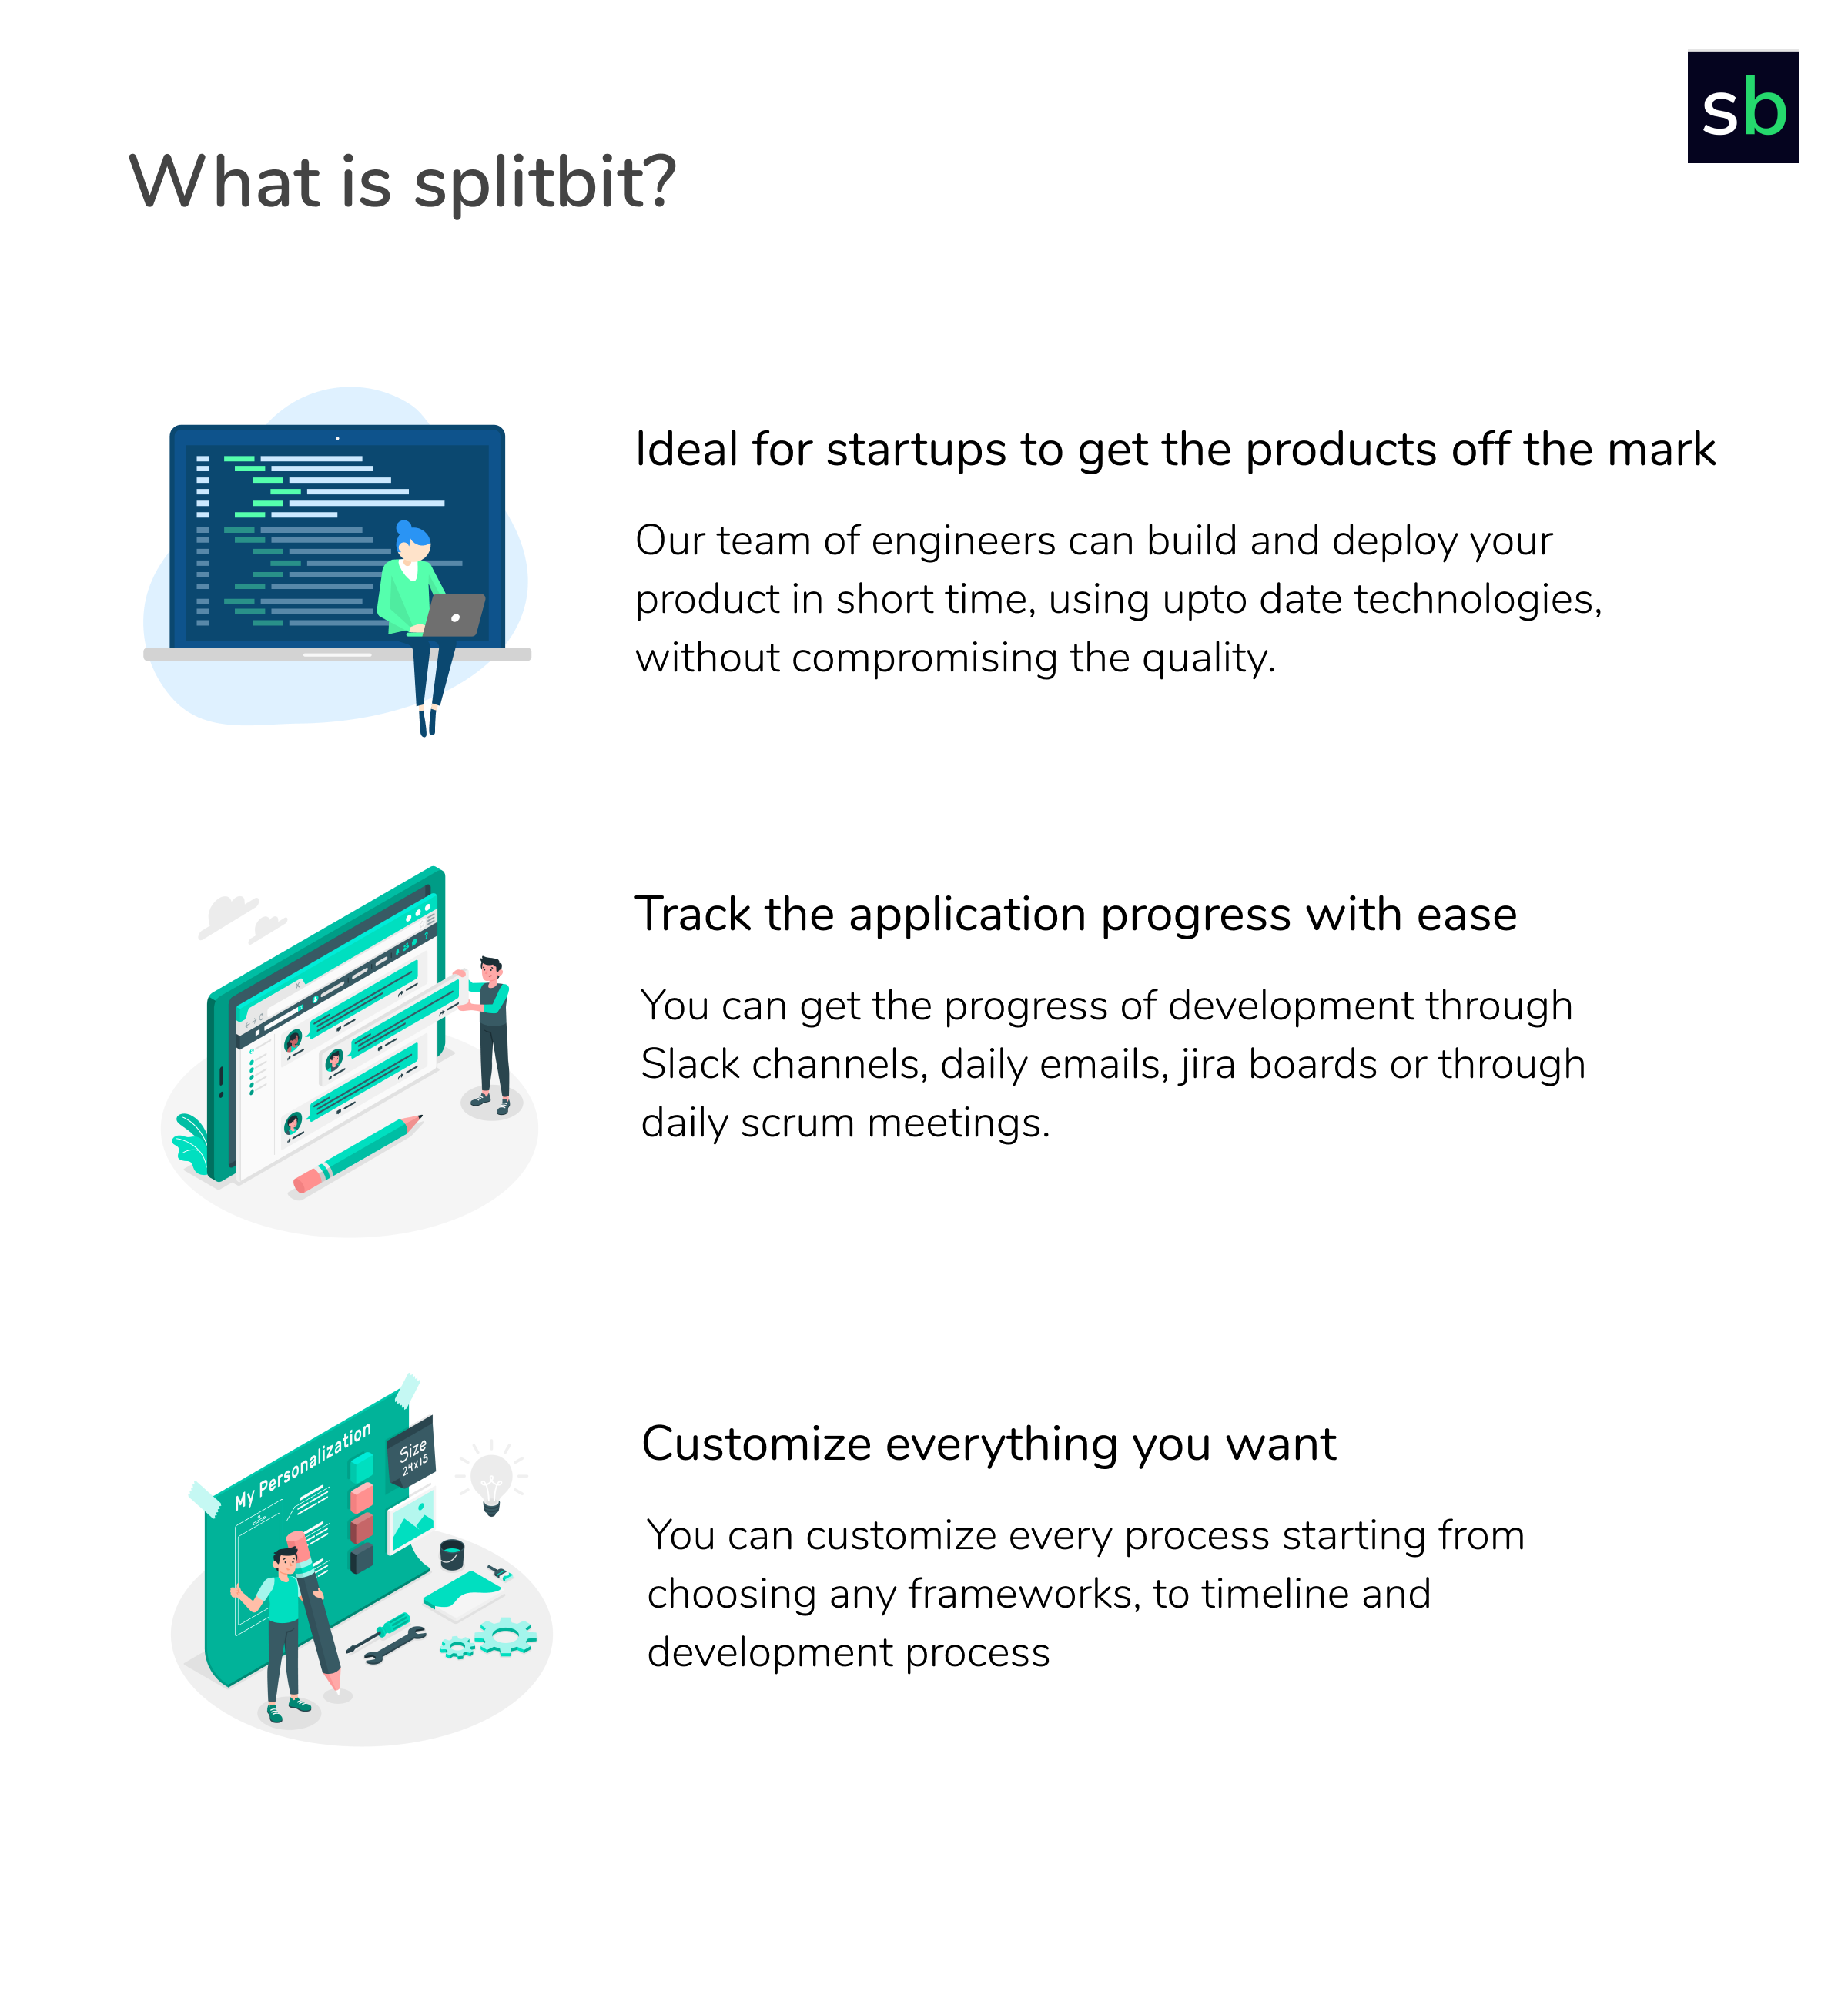 sb
What is splitbit?
Ideal for startups to get the products off the mark
Our team of engineers can build and deploy your
product in short time, using upto date technologies,
without compromising the quality.
Track the application progress with ease
You can get the progress of development through
Slack channels, daily emails, jira boards or through
daily scrum meetings.
My Personalization
Size
24x15
Customize everything you want
You can customize every process starting from
choosing any frameworks, to timeline and
development process